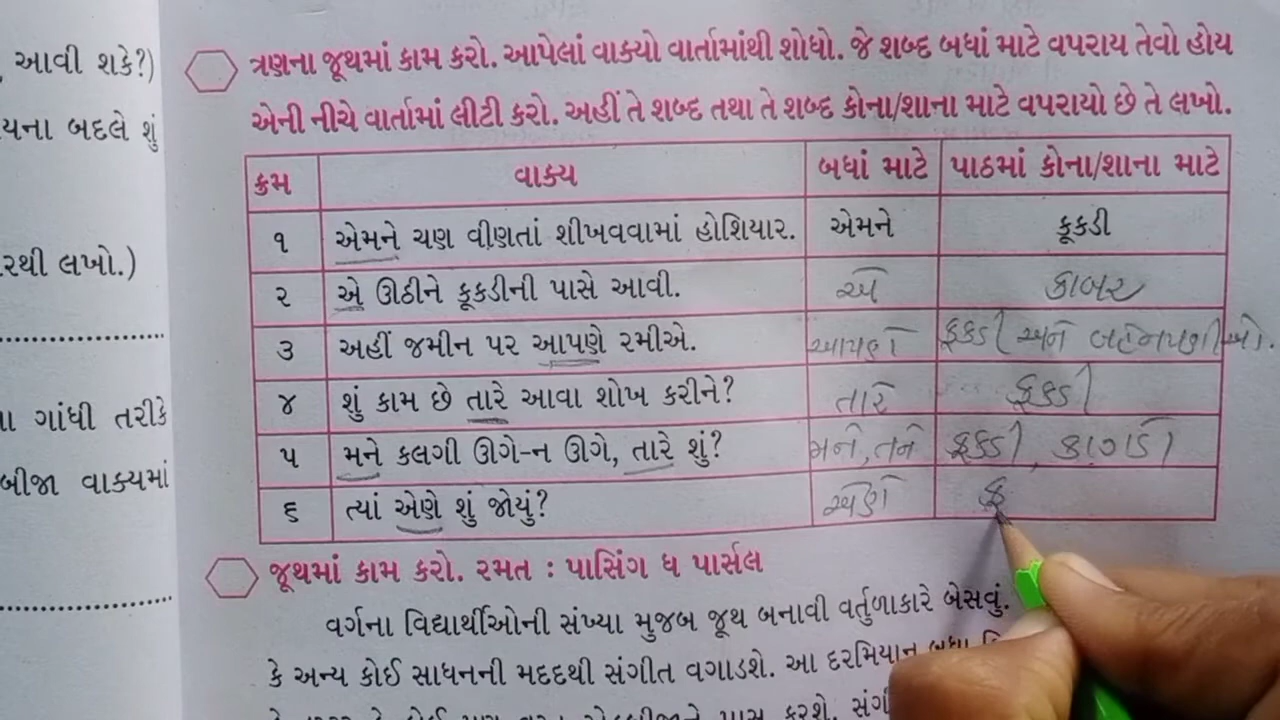 આવી શકે?)
યના બદલે શું
રથી લખો.)
ા ગાંધી તરીકે
બીજા વાક્યમાં
ત્રણના જૂથમાં કામ કરો. આપેલાં વાક્યો વાર્તામાંથી શોધો. જે શબ્દ બધાં માટે વપરાય તેવો હોય
એની નીચે વાર્તામાં લીટી કરો. અહીં તે શબ્દ તથા તે શબ્દ કોના/શાના માટે વપરાયો છે તે લખો.
ક્રમ વાક્ય બધાં માટે પાઠમાં કોના/શાના માટે
૧ એમને ચણ વીણતાં શીખવવામાં હોશિયાર. એમને કૂકડી
૨ એ ઊઠીને કૂકડીની પાસે આવી. એ કાબર
૩ અહીં જમીન પર આપણે રમીએ. આપણે કૂકડી અને બહેનપણીઓ.
૪ શું કામ છે તારે આવા શોખ કરીને? તારે કૂકડી
૫ મને કલગી ઊગે-ન ઊગે, તારે શું? મને, તને કૂકડી, કાગડો
૬ ત્યાં એણે શું જોયું? એણે કૂ
જૂથમાં કામ કરો. રમત : પાસિંગ ધ પાર્સલ
વર્ગના વિદ્યાર્થીઓની સંખ્યા મુજબ જૂથ બનાવી વર્તુળાકારે બેસવું.
કે અન્ય કોઈ સાધનની મદદથી સંગીત વગાડશે. આ દરમિયાન બધા
પાસ કરશે.